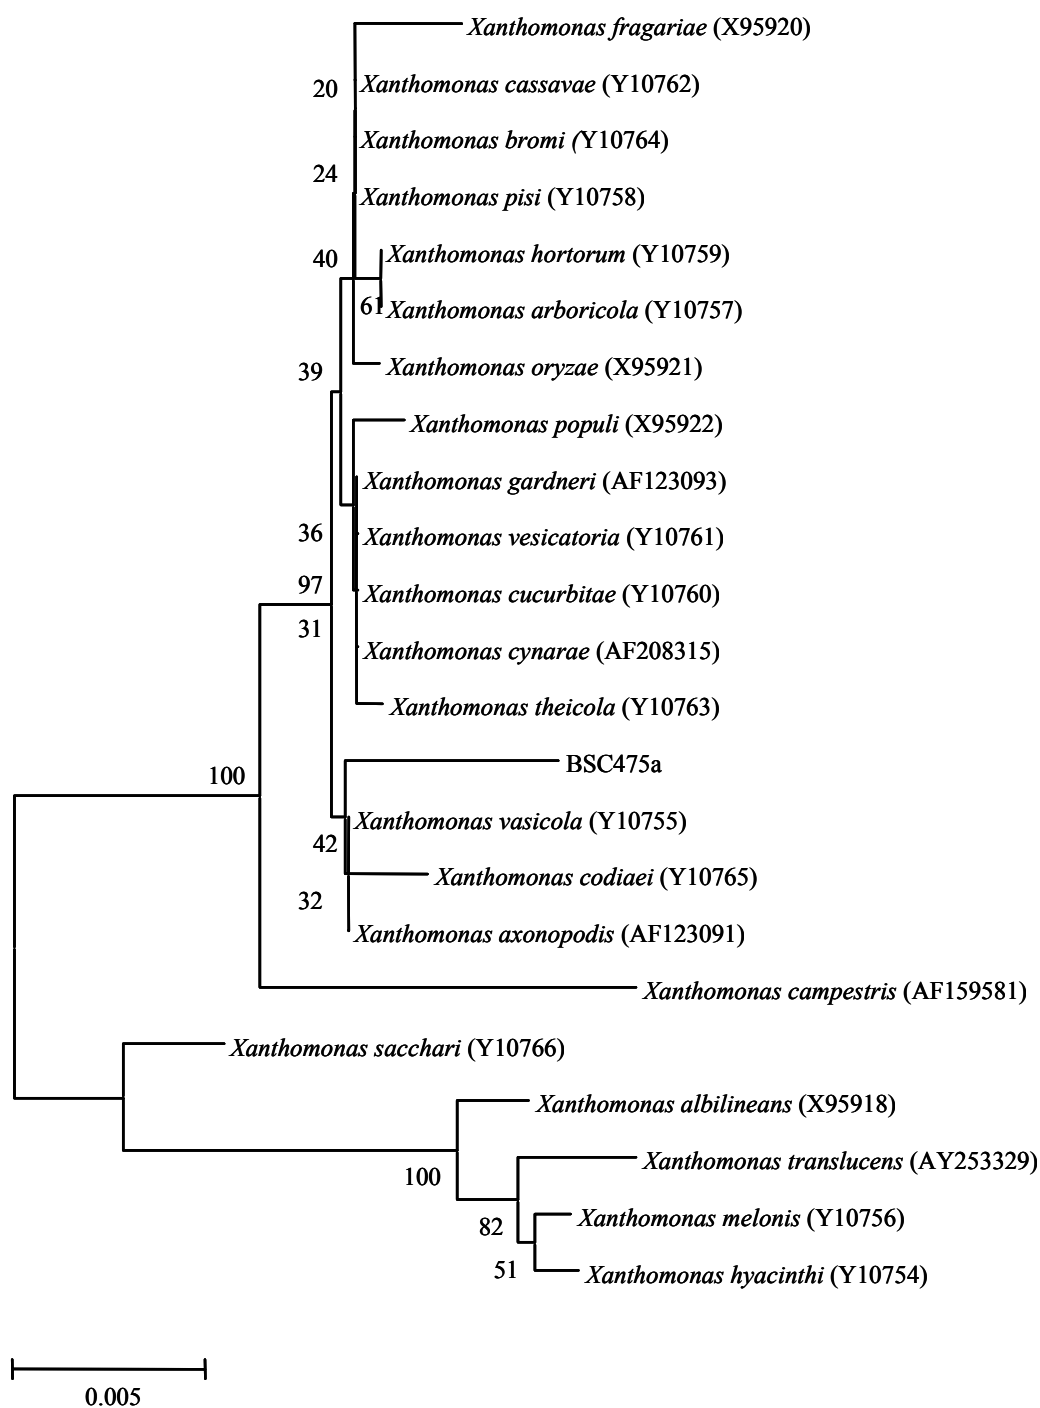 Xanthomonas fragariae (X95920)
20
Xanthomonas cassavae (Y10762)
Xanthomonas bromi (Y10764)
24
Xanthomonas pisi (Y10758)
Xanthomonas hortorum (Y10759)
40
61
Xanthomonas arboricola (Y10757)
Xanthomonas oryzae (X95921)
39
Xanthomonas populi (X95922)
Xanthomonas gardneri (AF123093)
36
Xanthomonas vesicatoria (Y10761)
97
Xanthomonas cucurbitae (Y10760)
31
Xanthomonas cynarae (AF208315)
Xanthomonas theicola (Y10763)
BSC475a
100
Xanthomonas vasicola (Y10755)
42
Xanthomonas codiaei (Y10765)
32
Xanthomonas axonopodis (AF123091)
Xanthomonas campestris (AF159581)
Xanthomonas sacchari (Y10766)
Xanthomonas albilineans (X95918)
Xanthomonas translucens (AY253329)
100
Xanthomonas melonis (Y10756)
82
Xanthomonas hyacinthi (Y10754)
51
0.005